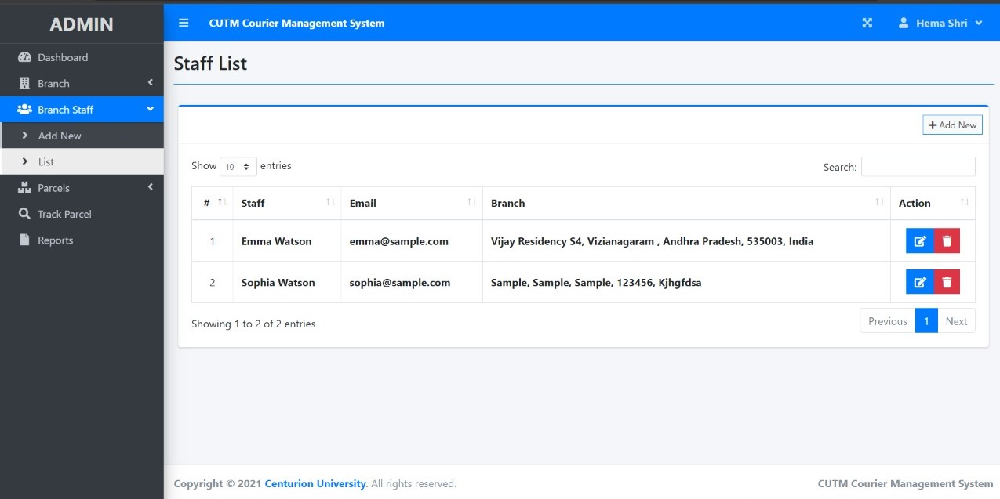 ADMIN
CUTM Courier Management System
Hema Shri
Dashboard
Branch
Branch Staff
Add New
List
Parcels
Track Parcel
Reports
Staff List
Add New
Show 10 entries
Search:
# Staff Email Branch Action
1 Emma Watson emma@sample.com Vijay Residency S4, Vizianagaram , Andhra Pradesh, 535003, India
2 Sophia Watson sophia@sample.com Sample, Sample, Sample, 123456, Kjhgfdsa
Showing 1 to 2 of 2 entries
Previous 1 Next
Copyright © 2021 Centurion University. All rights reserved.
CUTM Courier Management System